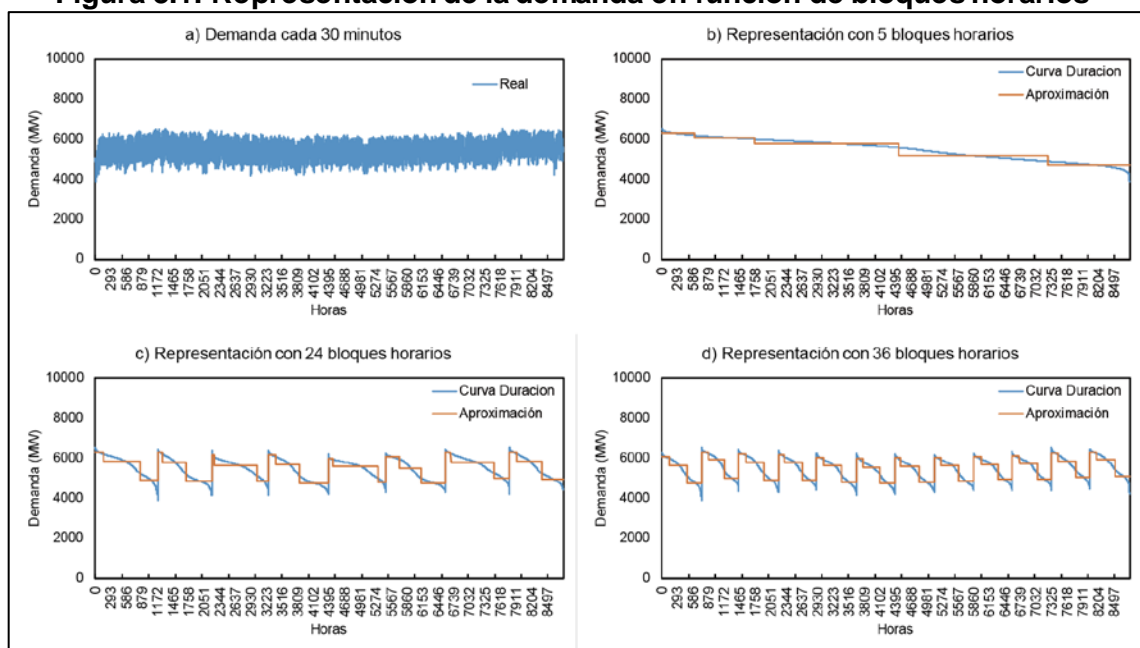 Figura Representación de la demanda en función de bloques horarios
a) Demanda cada 30 minutos
Real
Demanda (MW)
10000
8000
6000
4000
2000
0
0 293 586 879 1172 1465 1758 2051 2344 2637 2930 3223 3516 3809 4102 4395 4688 4981 5274 5567 5860 6153 6446 6739 7032 7325 7618 7911 8204 8497
Horas
b) Representación con 5 bloques horarios
Curva Duracion
Aproximación
Demanda (MW)
10000
8000
6000
4000
2000
0
0 293 586 879 1172 1465 1758 2051 2344 2637 2930 3223 3516 3809 4102 4395 4688 4981 5274 5567 5860 6153 6446 6739 7032 7325 7618 7911 8204 8497
Horas
c) Representación con 24 bloques horarios
Curva Duracion
Aproximación
Demanda (MW)
10000
8000
6000
4000
2000
0
0 293 586 879 1172 1465 1758 2051 2344 2637 2930 3223 3516 3809 4102 4395 4688 4981 5274 5567 5860 6153 6446 6739 7032 7325 7618 7911 8204 8497
Horas
d) Representación con 36 bloques horarios
Curva Duracion
Aproximación
Demanda (MW)
10000
8000
6000
4000
2000
0
0 293 586 879 1172 1465 1758 2051 2344 2637 2930 3223 3516 3809 4102 4395 4688 4981 5274 5567 5860 6153 6446 6739 7032 7325 7618 7911 8204 8497
Horas